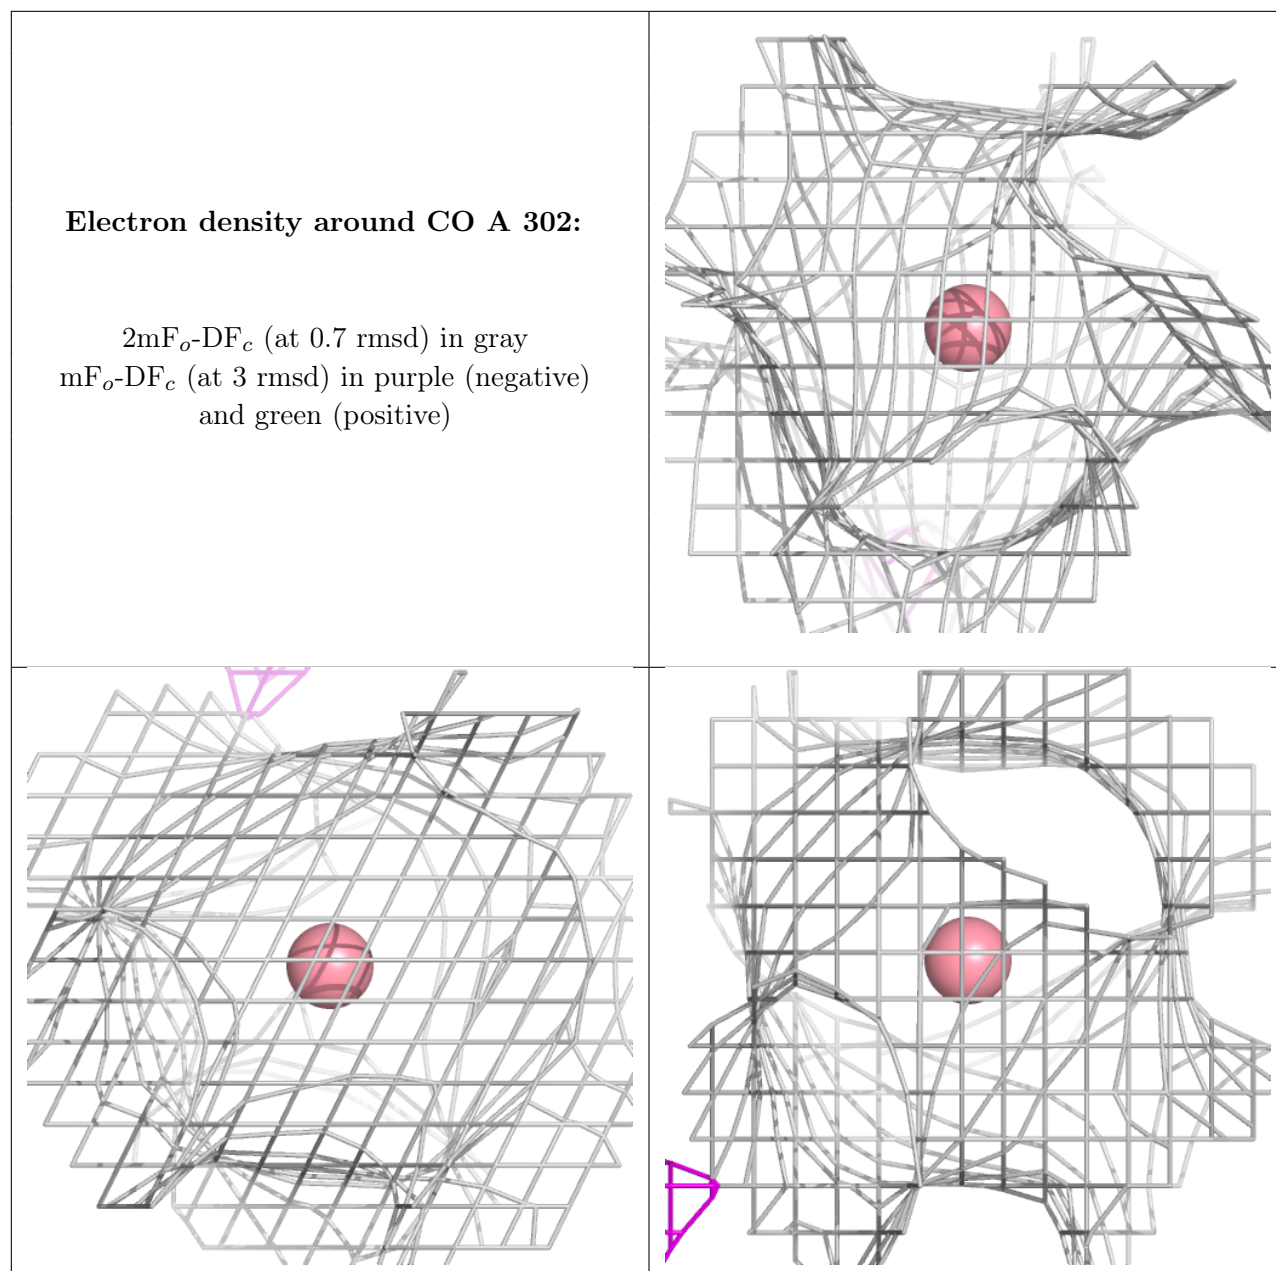 Electron density around CO A 302:
2mFₒ-DF𝒸 (at 0.7 rmsd) in gray
mFₒ-DF𝒸 (at 3 rmsd) in purple (negative)
and green (positive)